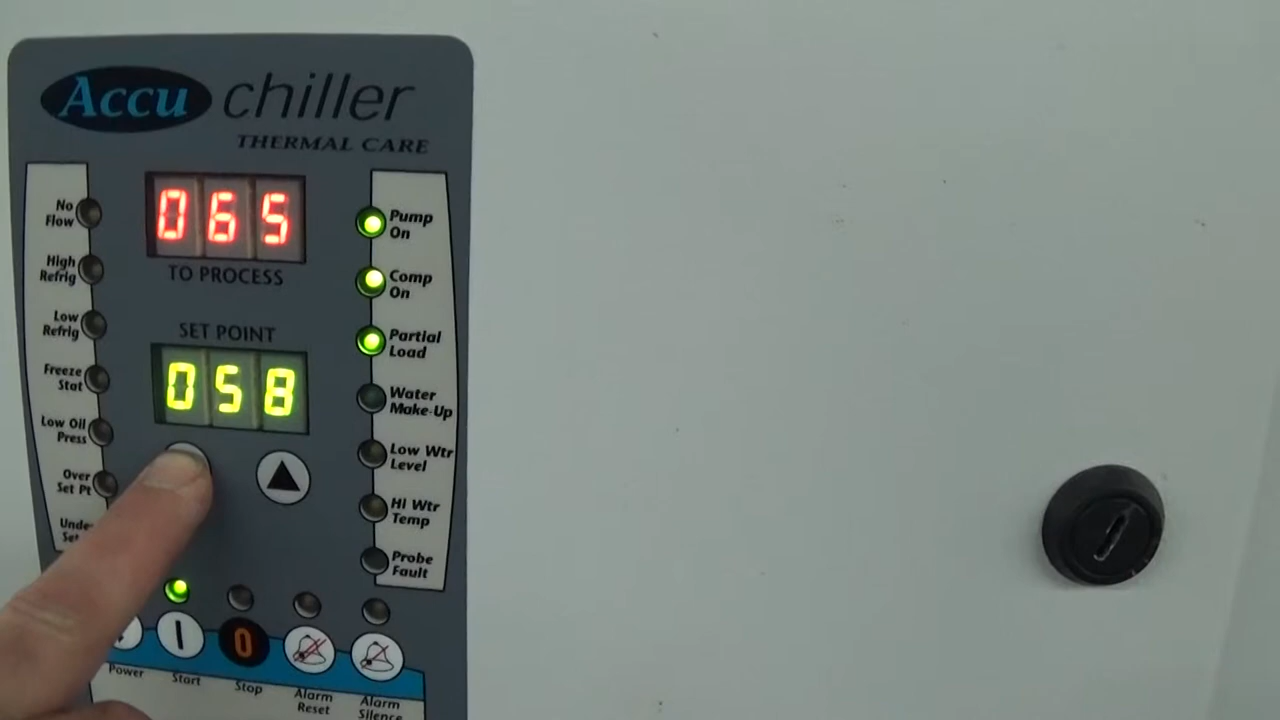 Accu chiller
THERMAL CARE
065
TO PROCESS
SET POINT
058
No
Flow
High
Refrig
Low
Refrig
Freeze
Stat
Low Oil
Press
Over
Set Pt
Pump
On
Comp
On
Partial
Load
Water
Make-Up
Low Wtr
Level
Hi Wtr
Temp
Probe
Fault
Power
Start
Stop
Alarm
Reset
Alarm
Silence